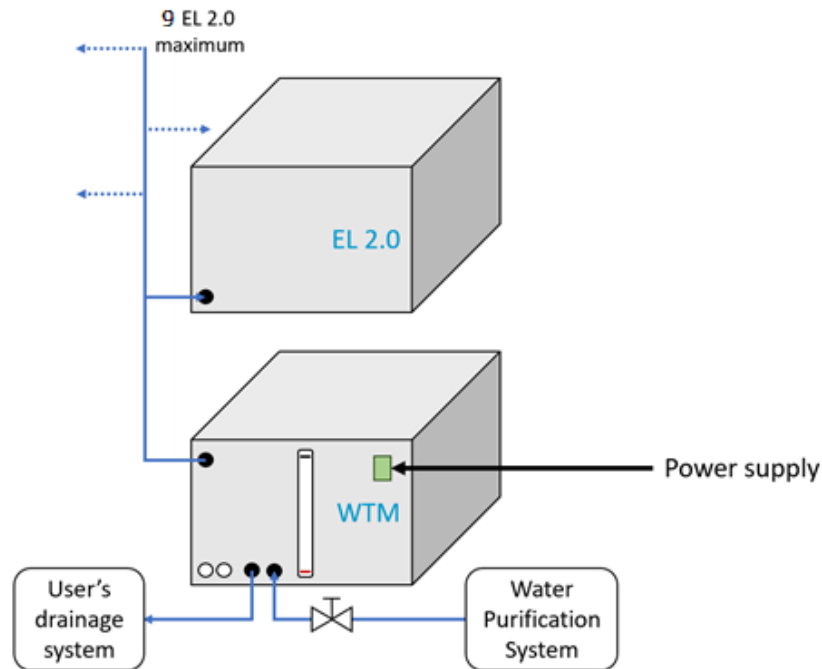 9 EL 2.0
maximum
EL 2.0
Power supply
WTM
User's
drainage
system
Water
Purification
System